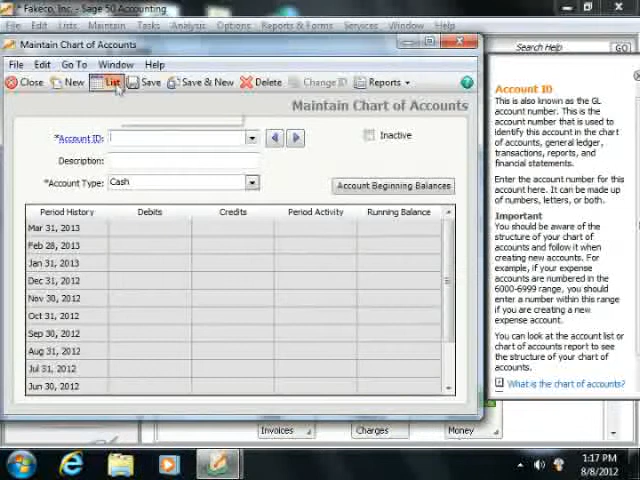 * Fakeco, Inc. - Sage 50 Accounting
File Edit Lists Maintain Tasks Analysis Options Reports & Forms Services Window Help
Maintain Chart of Accounts
Search Help GO
File Edit Go To Window Help
Close New List Save Save & New Delete Change ID Reports
Maintain Chart of Accounts
*Account ID:
Inactive
Description:
*Account Type: Cash
Account Beginning Balances
Period History Debits Credits Period Activity Running Balance
Mar 31, 2013
Feb 28, 2013
Jan 31, 2013
Dec 31, 2012
Nov 30, 2012
Oct 31, 2012
Sep 30, 2012
Aug 31, 2012
Jul 31, 2012
Jun 30, 2012
Account ID
This is also known as the GL
account number. This is the
account number that is used to
identify this account in the chart
of accounts, general ledger,
transactions, reports, and
financial statements.
Enter the account number for this
account here. It can be made up
of numbers, letters, or both.
Important
You should be aware of the
structure of your chart of
accounts and follow it when
creating new accounts. For
example, if your expense
accounts are numbered in the
6000-6999 range, you should
enter a number within this range
if you are creating a new
expense account.
You can look at the account list or
chart of accounts report to see
the structure of your chart of
accounts.
What is the chart of accounts?
Invoices Charges Money
1:17 PM
8/8/2012